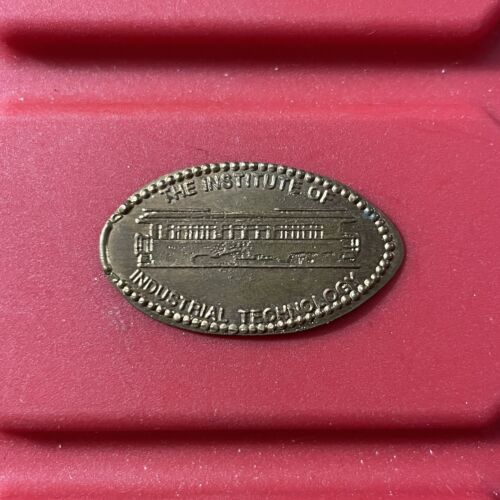 THE INSTITUTE OF
INDUSTRIAL TECHNOLOGY